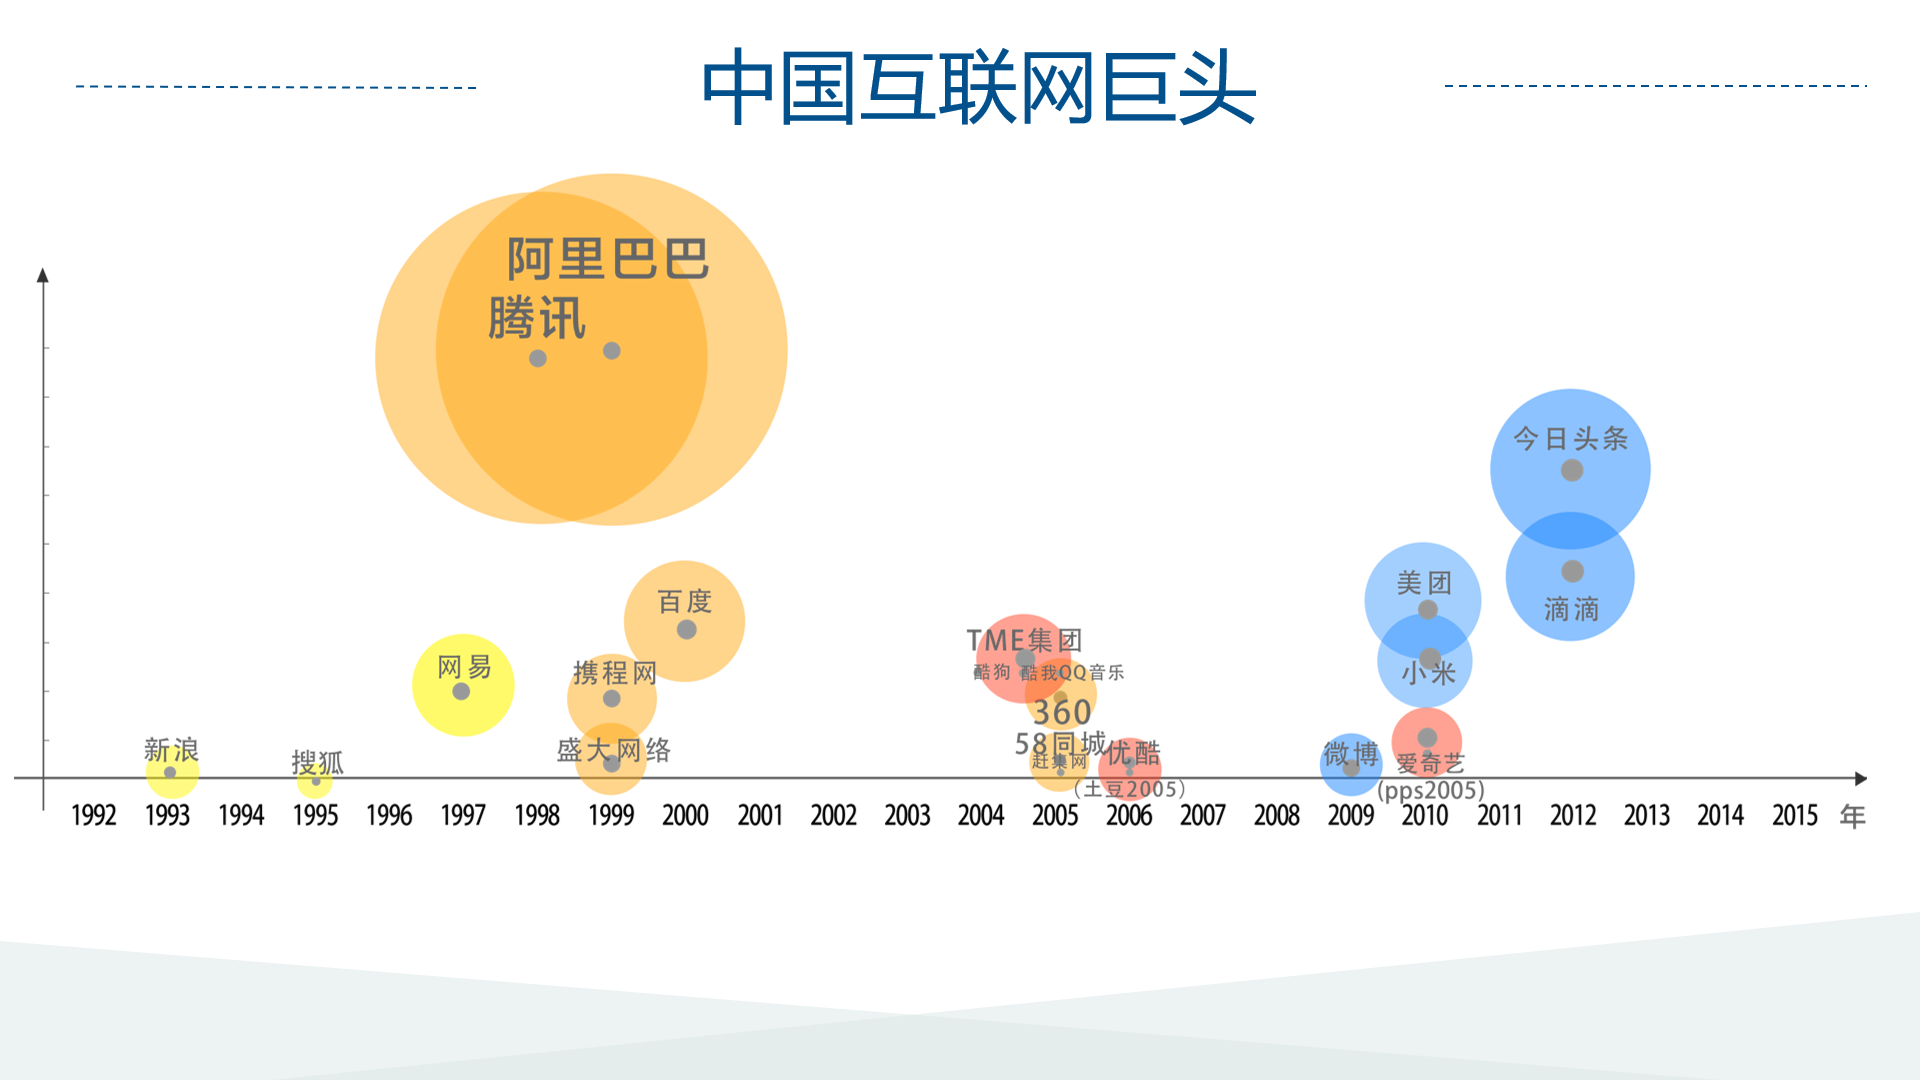 中国互联网巨头
阿里巴巴
腾讯
今日头条
美团
百度
滴滴
TME集团
网易
携程网
酷狗 酷我QQ音乐
小米
360
58同城
新浪
搜狐
盛大网络
赶集网
优酷
微博
爱奇艺
(土豆2005)
(pps2005)
1992 1993 1994 1995 1996 1997 1998 1999 2000 2001 2002 2003 2004 2005 2006 2007 2008 2009 2010 2011 2012 2013 2014 2015 年